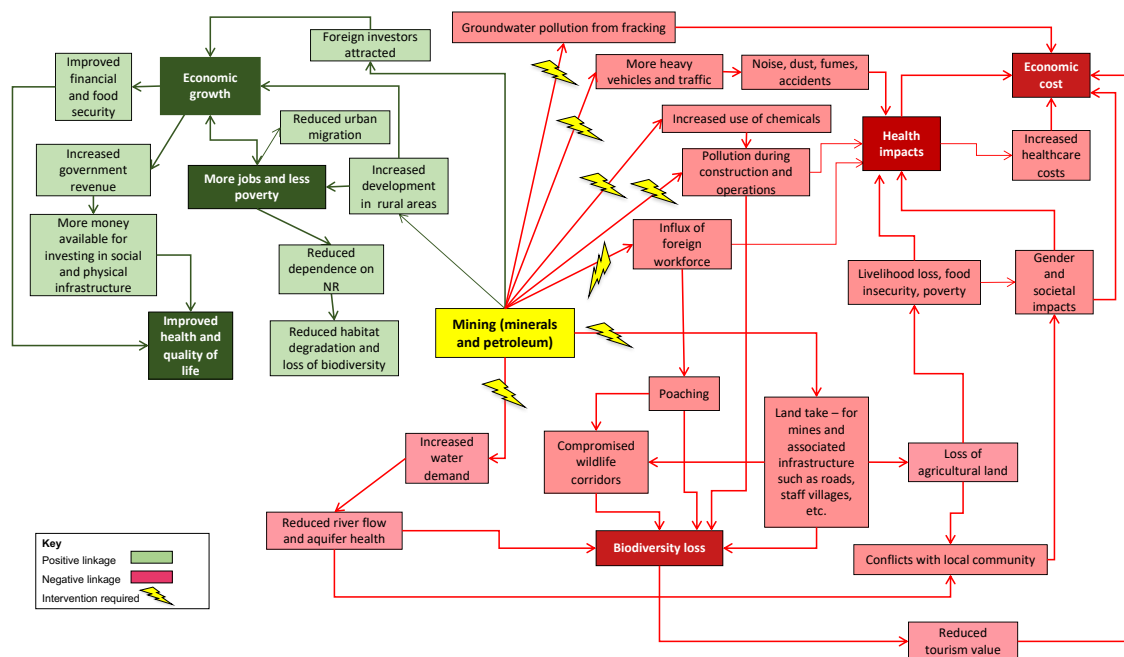 Groundwater pollution from fracking
Foreign investors
attracted
Improved
financial
and food
security
Economic
growth
More heavy
vehicles and traffic
Noise, dust, fumes,
accidents
Economic
cost
Reduced urban
migration
Increased use of chemicals
Health
impacts
Increased
healthcare
costs
Increased
government
revenue
More jobs and less
poverty
Increased
development
in  rural areas
Pollution during
construction and
operations
More money
available for
investing in social
and physical
infrastructure
Reduced
dependence on
NR
Influx of
foreign
workforce
Livelihood loss, food
insecurity, poverty
Gender
and
societal
impacts
Improved
health and
quality of
life
Reduced habitat
degradation and
loss of biodiversity
Mining (minerals
and petroleum)
Poaching
Land take – for
mines and
associated
infrastructure
such as roads,
staff villages,
etc.
Increased
water
demand
Compromised
wildlife
corridors
Loss of
agricultural land
Reduced river flow
and aquifer health
Biodiversity loss
Conflicts with local community
Key
Positive linkage
Negative linkage
Intervention required
Reduced
tourism value